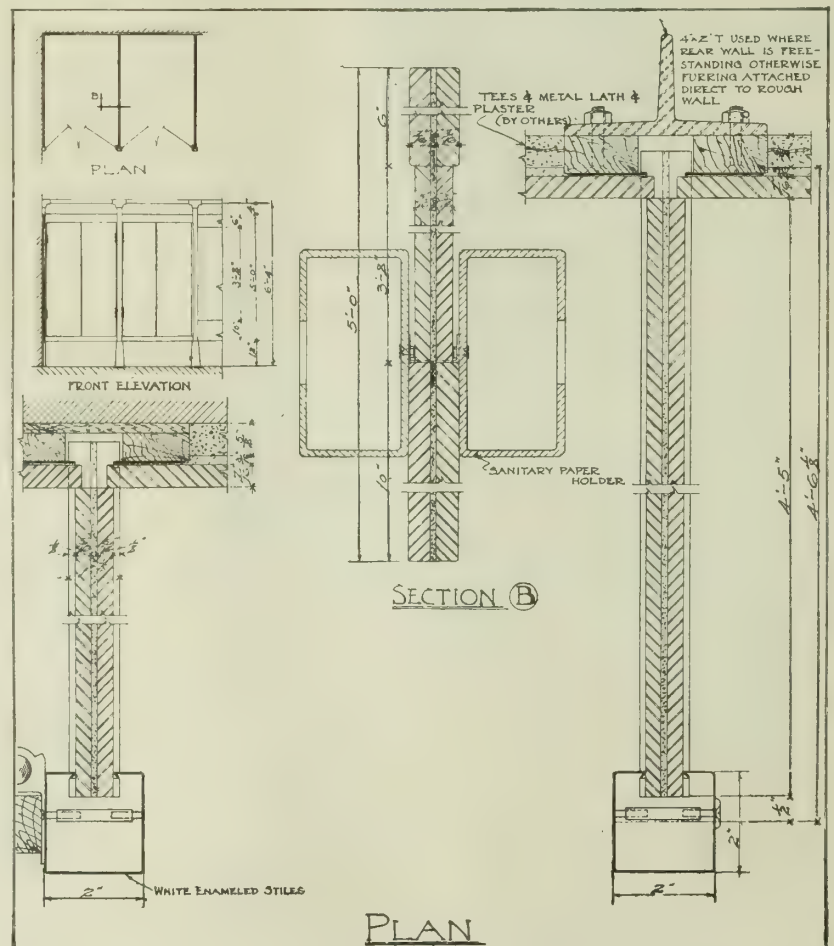 4"x2" T USED WHERE
REAR WALL IS FREE-
STANDING OTHERWISE
FURRING ATTACHED
DIRECT TO ROUGH
WALL
TEES & METAL LATH &
PLASTER
(BY OTHERS)
B
PLAN
6"
3'-8"
5'-0"
10"
6"
3'-8"
5'-0"
6'-4"
10"
12"
FRONT ELEVATION
SANITARY PAPER
HOLDER
SECTION B
4'-5"
2"
2"
2"
WHITE ENAMELED STILES
PLAN